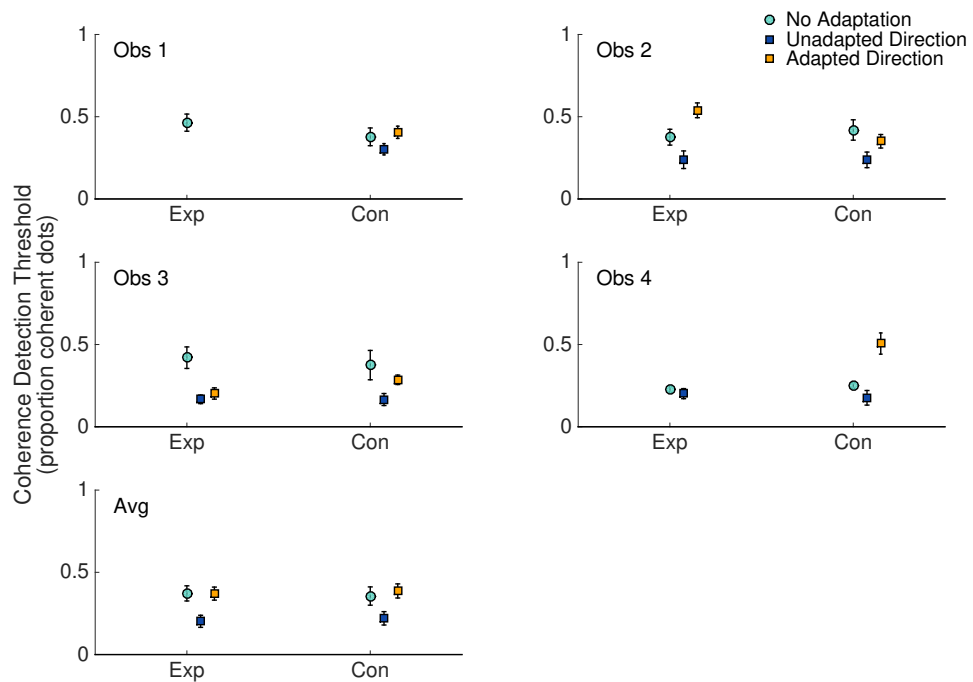 No Adaptation
Unadapted Direction
Adapted Direction
Coherence Detection Threshold
(proportion coherent dots)
Obs 1
1
0.5
0
Exp
Con
Obs 2
1
0.5
0
Exp
Con
Obs 3
1
0.5
0
Exp
Con
Obs 4
1
0.5
0
Exp
Con
Avg
1
0.5
0
Exp
Con